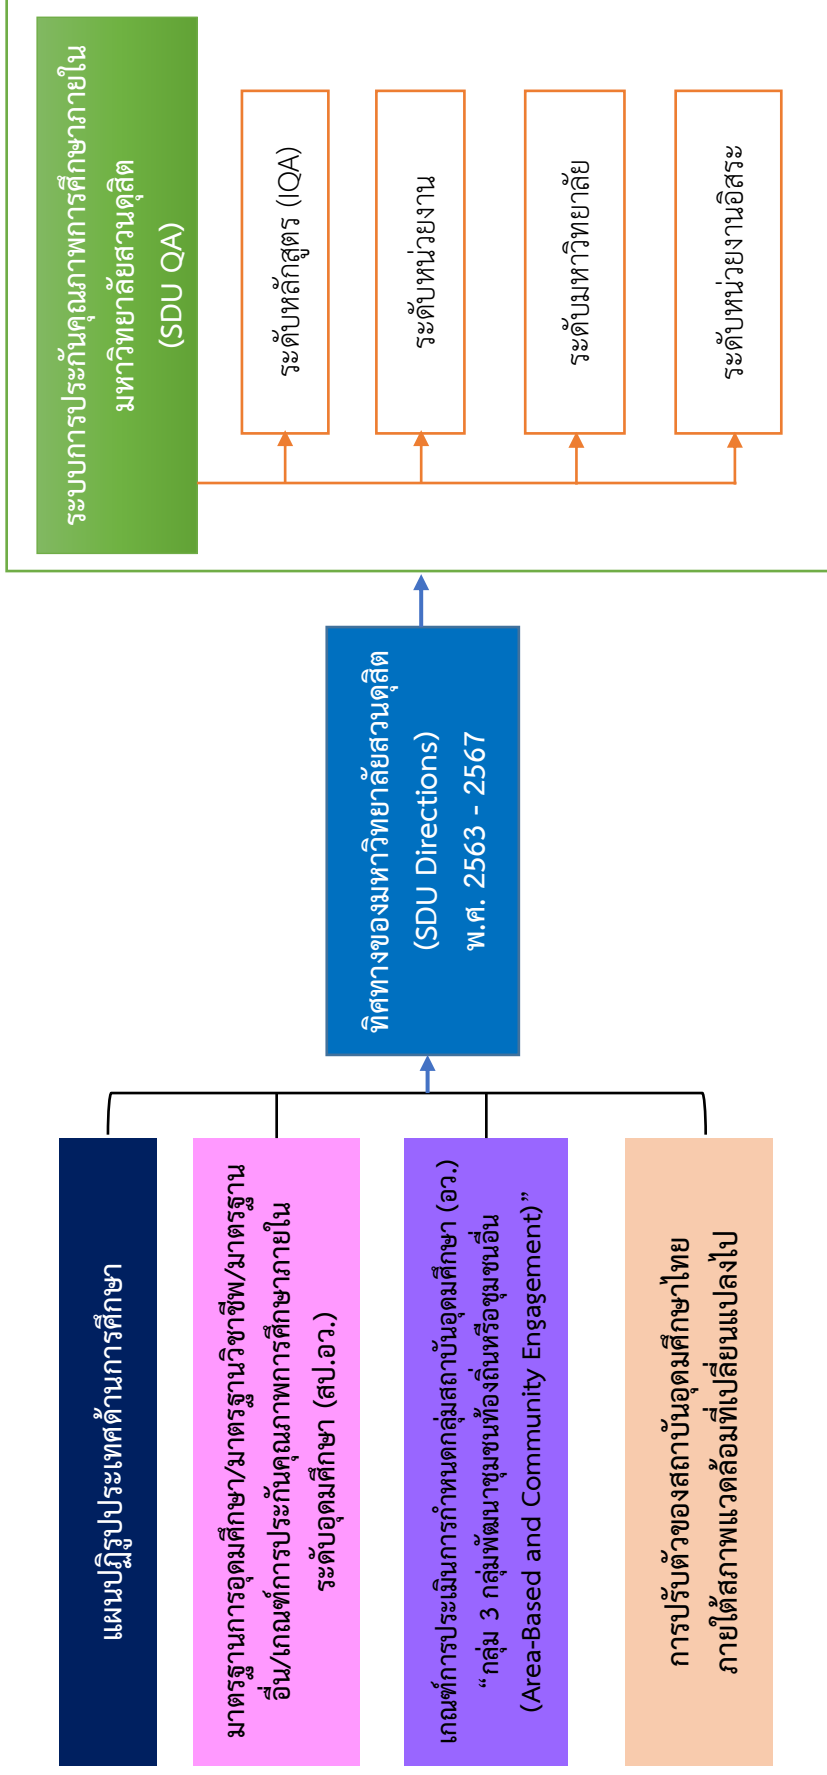 แผนปฏิรูปประเทศด้านการศึกษา
มาตรฐานการอุดมศึกษา/มาตรฐานวิชาชีพ/มาตรฐาน
อื่น/เกณฑ์การประกันคุณภาพการศึกษาภายใน
ระดับอุดมศึกษา (สป.อว.)
เกณฑ์การประเมินการกำหนดกลุ่มสถาบันอุดมศึกษา (อว.)
“กลุ่ม 3 กลุ่มพัฒนาชุมชนท้องถิ่นหรือชุมชนอื่น
(Area-Based and Community Engagement)”
การปรับตัวของสถาบันอุดมศึกษาไทย
ภายใต้สภาพแวดล้อมที่เปลี่ยนแปลงไป
ทิศทางของมหาวิทยาลัยสวนดุสิต
(SDU Directions)
พ.ศ. 2563 - 2567
ระบบการประกันคุณภาพการศึกษาภายใน
มหาวิทยาลัยสวนดุสิต
(SDU QA)
ระดับหลักสูตร (IQA)
ระดับหน่วยงาน
ระดับมหาวิทยาลัย
ระดับหน่วยงานอิสระ